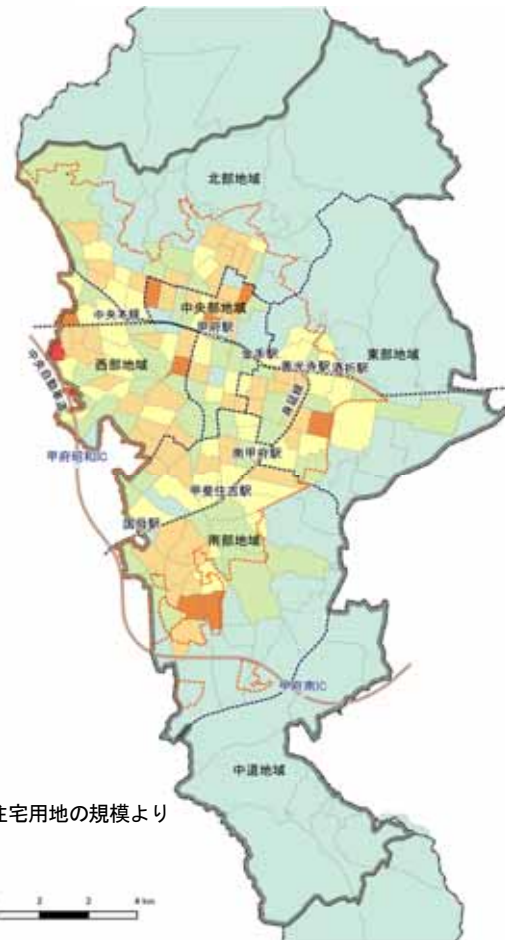 北部地域
中央部地域
中央本線
甲府駅
金手駅
善光寺駅
酒折駅
東部地域
西部地域
中央自動車道
身延線
甲府昭和IC
南甲府駅
甲斐住吉駅
国母駅
南部地域
甲府南IC
中道地域
住宅用地の規模より
2 2 4 km